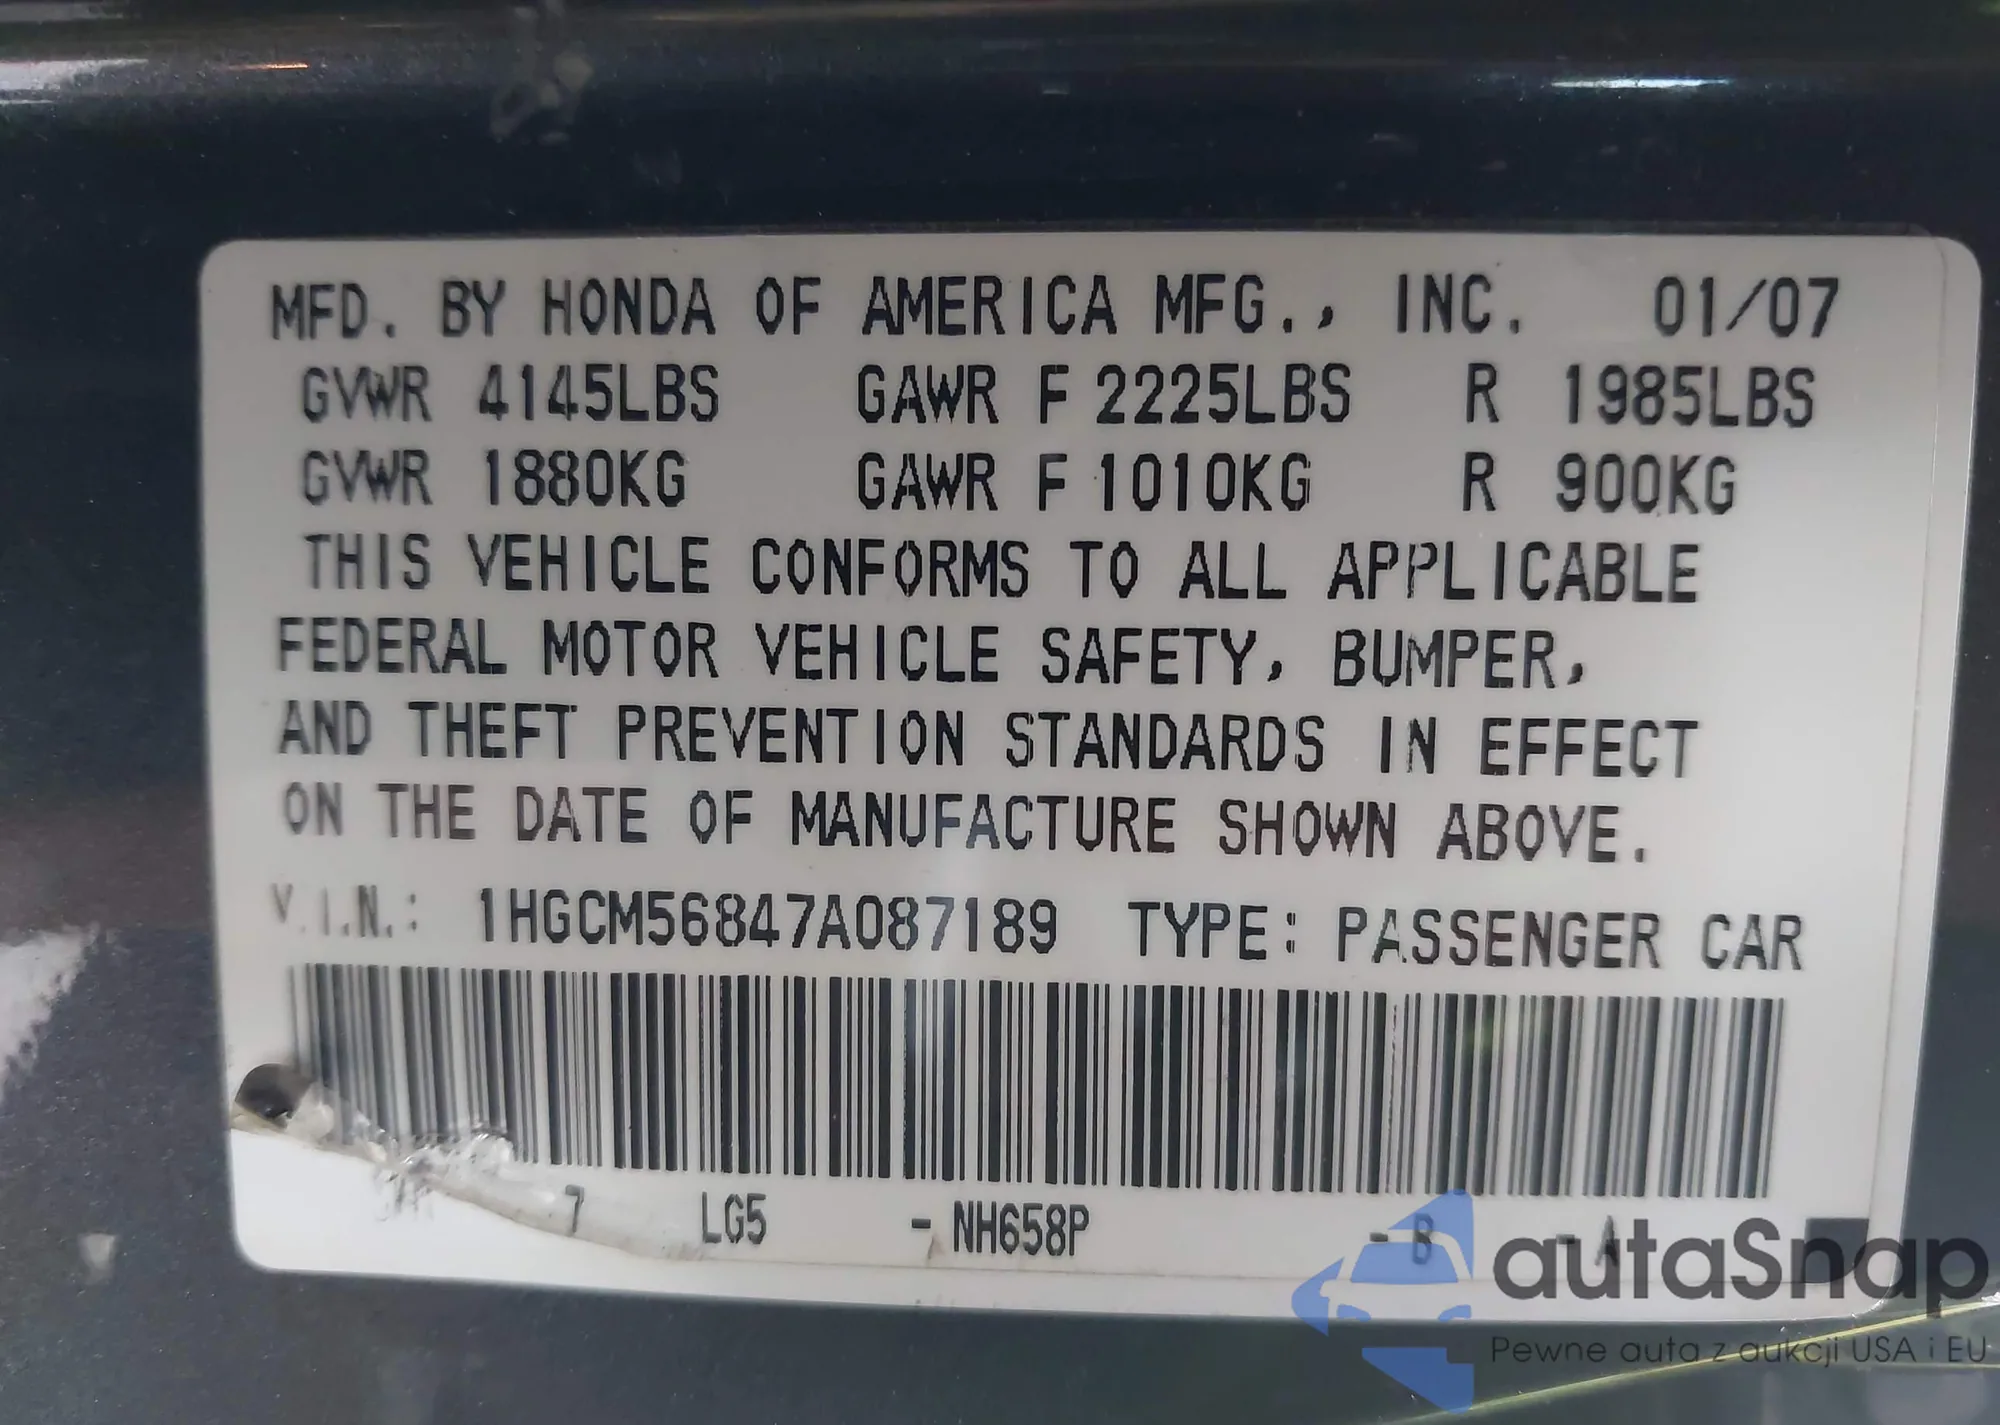 MFD. BY HONDA OF AMERICA MFG., INC. 01/07
GVWR 4145LBS GAWR F 2225LBS R 1985LBS
GVWR 1880KG GAWR F 1010KG R 900KG
THIS VEHICLE CONFORMS TO ALL APPLICABLE
FEDERAL MOTOR VEHICLE SAFETY, BUMPER,
AND THEFT PREVENTION STANDARDS IN EFFECT
ON THE DATE OF MANUFACTURE SHOWN ABOVE.
V.I.N.: 1HGCM56847A087189 TYPE: PASSENGER CAR
7 LG5 - NH658P - B - A
autaSnap
Pewne auta z aukcji USA i EU